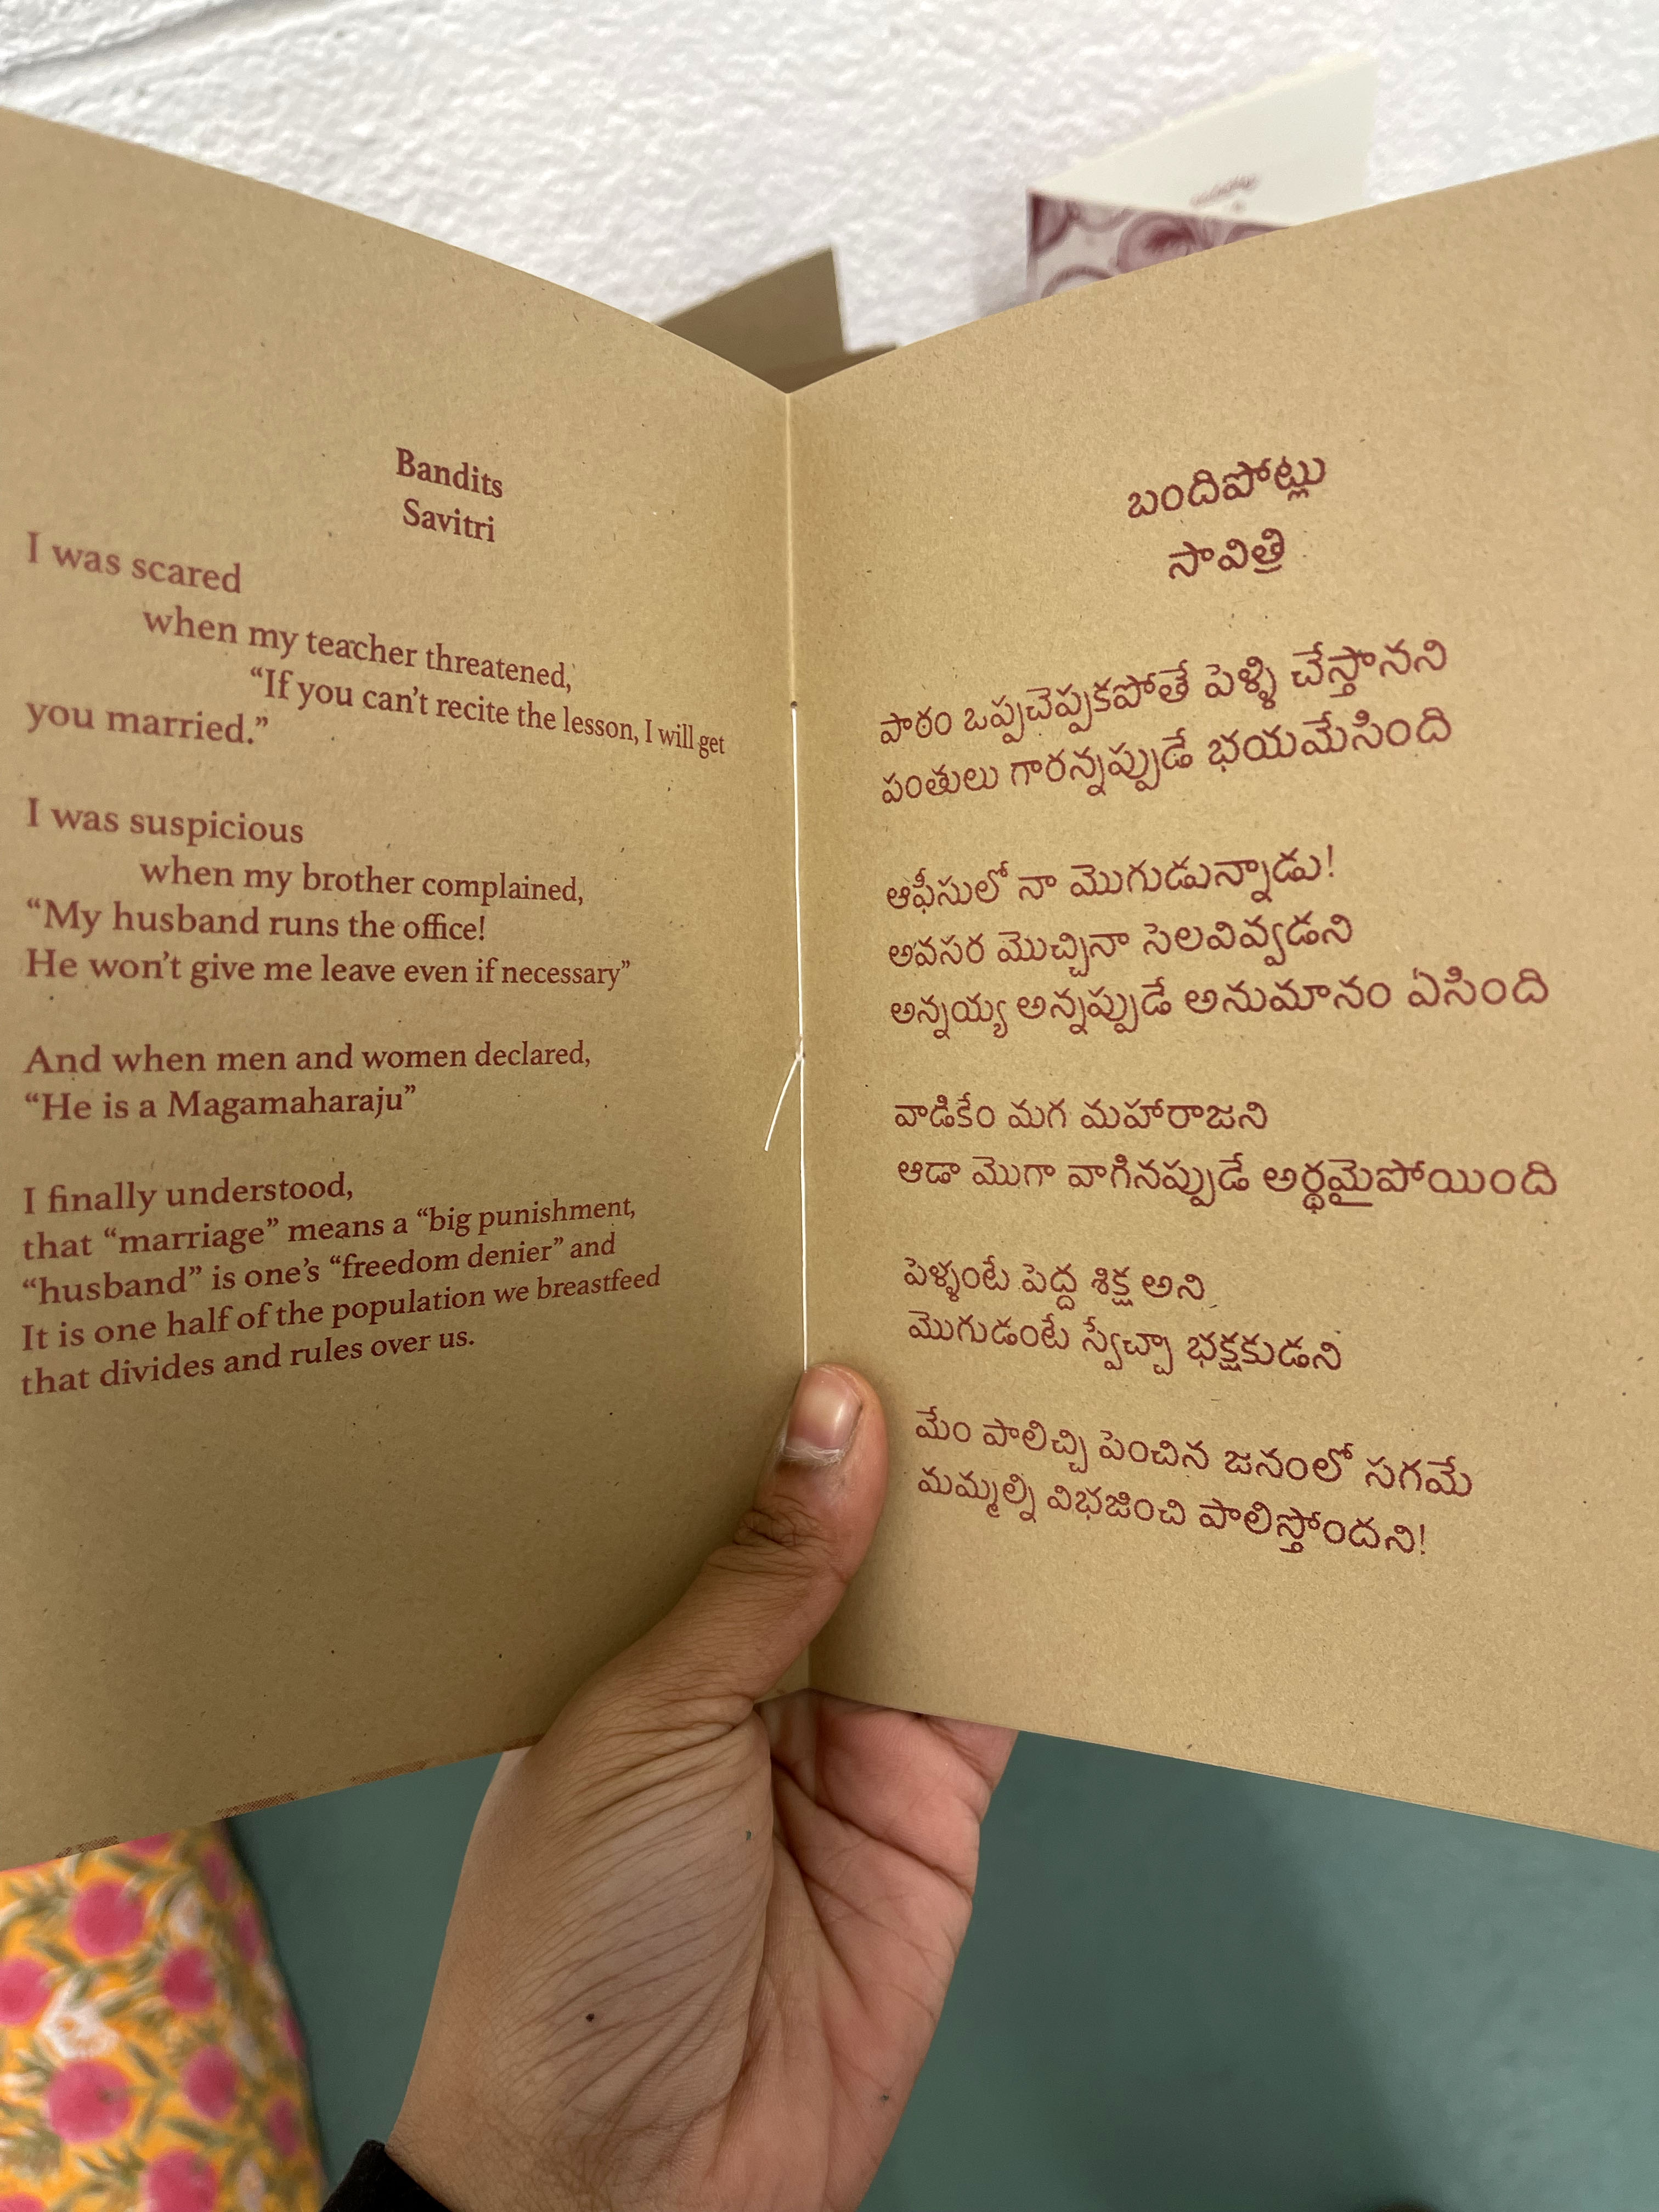 Bandits
Savitri
I was scared
when my teacher threatened,
“If you can’t recite the lesson, I will get
you married.”
I was suspicious
when my brother complained,
“My husband runs the office!
He won’t give me leave even if necessary”
And when men and women declared,
“He is a Magamaharaju”
I finally understood,
that “marriage” means a “big punishment,
“husband” is one’s “freedom denier” and
It is one half of the population we breastfeed
that divides and rules over us.
బందిపోట్లు
సావిత్రి
పాఠం ఒప్పచెప్పకపోతే పెళ్ళి చేస్తానని
పంతులు గారన్నప్పుడే భయమేసింది
ఆఫీసులో నా మొగుడున్నాడు!
అవసర మొచ్చినా సెలవివ్వడని
అన్నయ్య అన్నప్పుడే అనుమానం ఏసింది
వాడికేం మగ మహారాజని
ఆడా మొగా వాగినప్పుడే అర్థమైపోయింది
పెళ్ళంటే పెద్ద శిక్ష అని
మొగుడంటే స్వేచ్ఛా భక్షకుడని
మేం పాలిచ్చి పెంచిన జనంలో సగమే
మమ్మల్ని విభజించి పాలిస్తోందని!